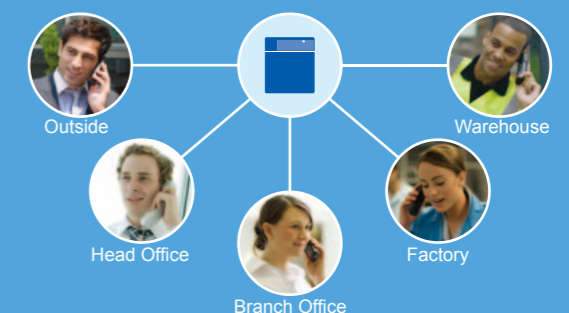 Outside
Warehouse
Head Office
Factory
Branch Office